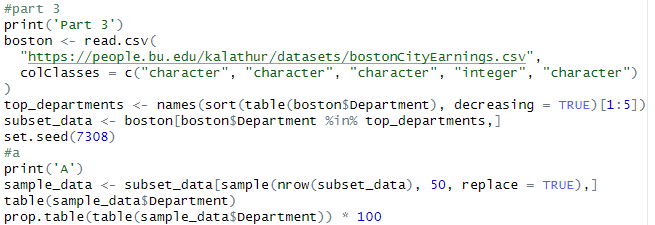 #part 3
print('Part 3')
boston <- read.csv(
  "https://people.bu.edu/kalathur/datasets/bostonCityEarnings.csv",
  colClasses = c("character", "character", "character", "integer", "character")
)
top_departments <- names(sort(table(boston$Department), decreasing = TRUE)[1:5])
subset_data <- boston[boston$Department %in% top_departments,]
set.seed(7308)
#a
print('A')
sample_data <- subset_data[sample(nrow(subset_data), 50, replace = TRUE),]
table(sample_data$Department)
prop.table(table(sample_data$Department)) * 100